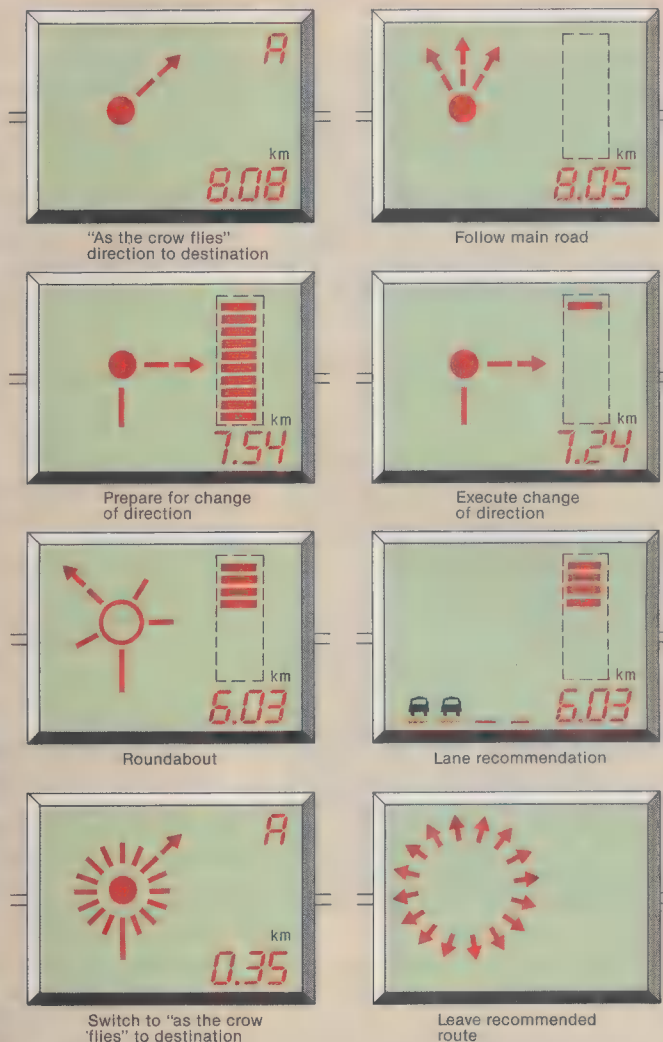 A
km
8.08
"As the crow flies"
direction to destination
km
8.05
Follow main road
km
7.54
Prepare for change
of direction
km
7.24
Execute change
of direction
km
6.03
Roundabout
km
6.03
Lane recommendation
A
km
0.35
Switch to "as the crow
flies" to destination
Leave recommended
route